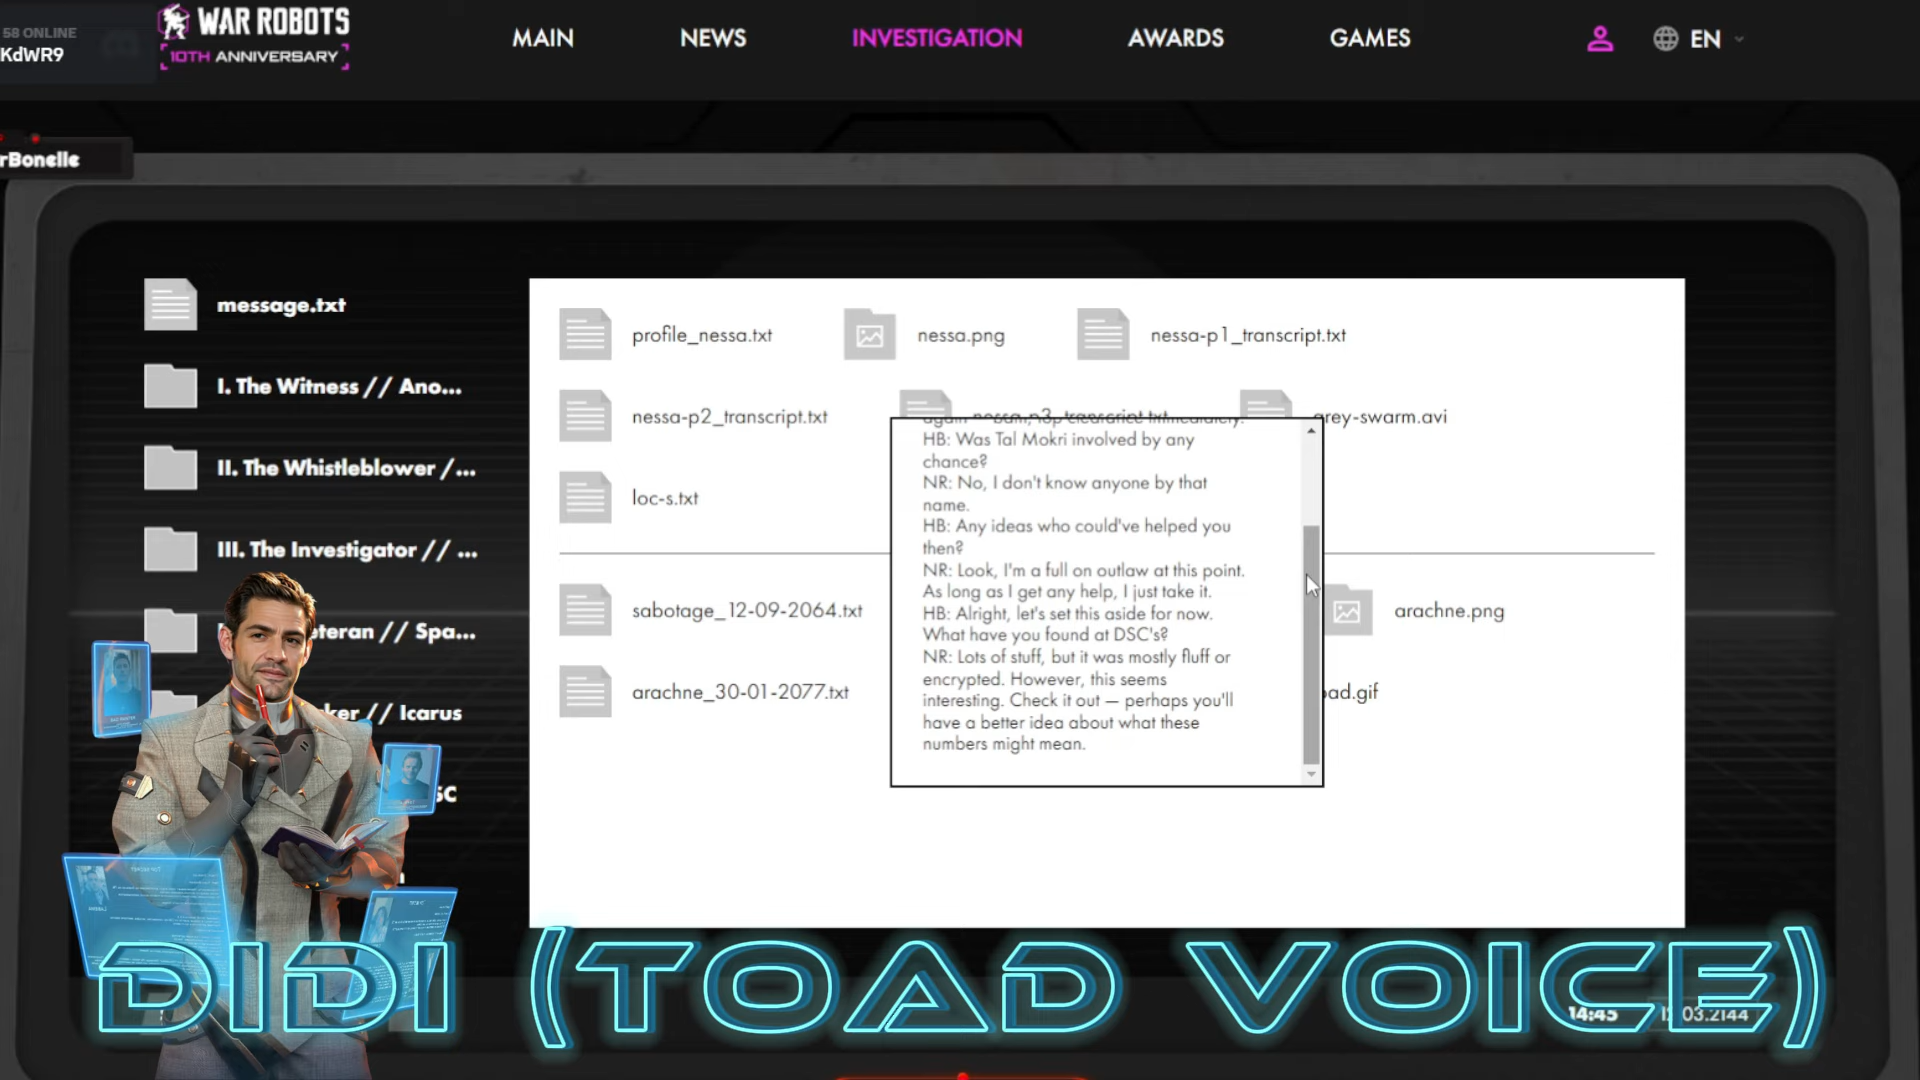 58 ONLINE
KdWR9
WAR ROBOTS
10TH ANNIVERSARY
MAIN
NEWS
INVESTIGATION
AWARDS
GAMES
EN
rBonelle
message.txt
I. The Witness // Ano...
II. The Whistleblower /...
III. The Investigator // ...
eteran // Spa...
ker // Icarus
SC
profile_nessa.txt
nessa.png
nessa-p1_transcript.txt
nessa-p2_transcript.txt
nessa-p3_transcript.txt
grey-swarm.avi
loc-s.txt
sabotage_12-09-2064.txt
arachne.png
arachne_30-01-2077.txt
oad.gif
HB: Was Tal Mokri involved by any
chance?
NR: No, I don't know anyone by that
name.
HB: Any ideas who could've helped you
then?
NR: Look, I'm a full on outlaw at this point.
As long as I get any help, I just take it.
HB: Alright, let's set this aside for now.
What have you found at DSC's?
NR: Lots of stuff, but it was mostly fluff or
encrypted. However, this seems
interesting. Check it out — perhaps you'll
have a better idea about what these
numbers might mean.
DIDI (TOAD VOICE)
14:45
12.03.2144